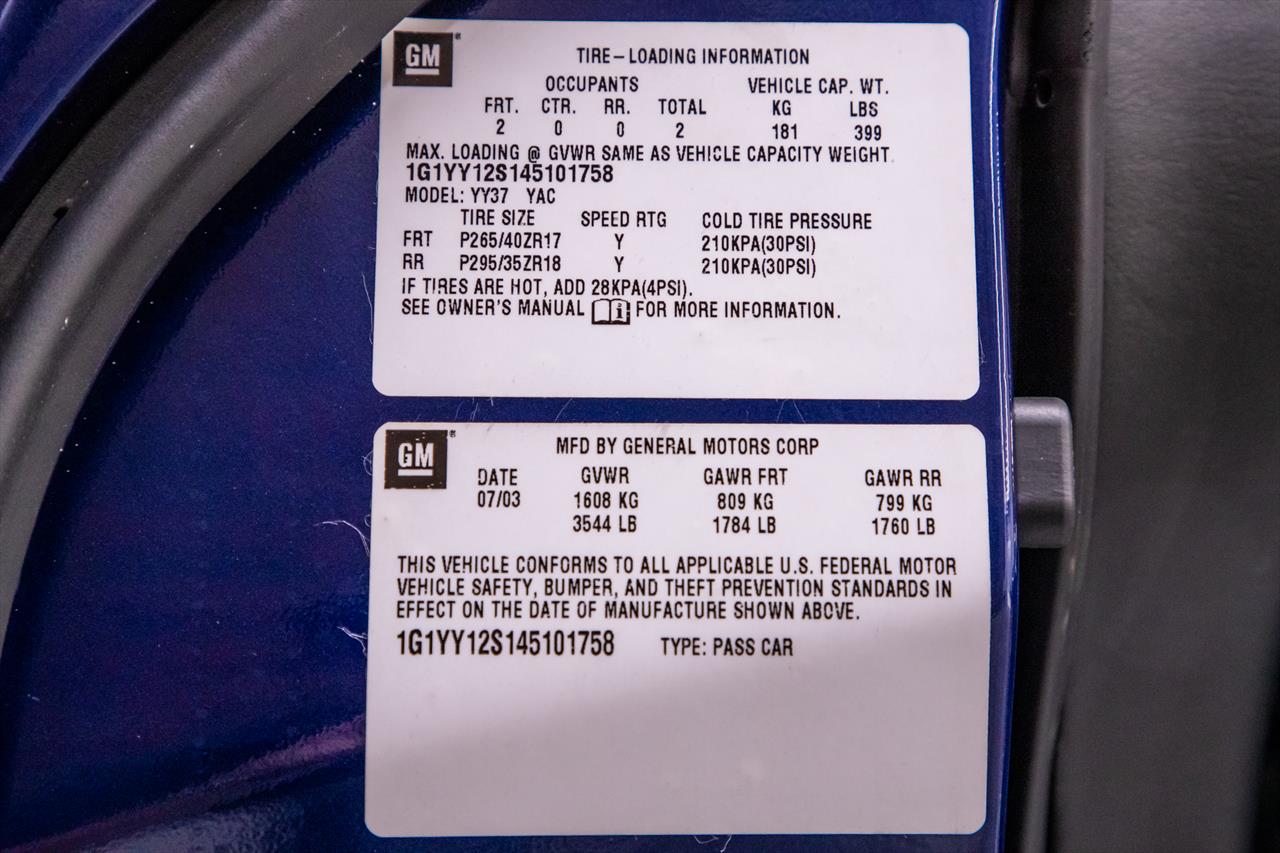 GM
TIRE-LOADING INFORMATION
OCCUPANTS VEHICLE CAP. WT.
FRT. CTR. RR. TOTAL KG LBS
2 0 0 2 181 399
MAX. LOADING @ GVWR SAME AS VEHICLE CAPACITY WEIGHT.
1G1YY12S145101758
MODEL: YY37 YAC
TIRE SIZE SPEED RTG COLD TIRE PRESSURE
FRT P265/40ZR17 Y 210KPA(30PSI)
RR P295/35ZR18 Y 210KPA(30PSI)
IF TIRES ARE HOT, ADD 28KPA(4PSI).
SEE OWNER'S MANUAL i FOR MORE INFORMATION.
GM
MFD BY GENERAL MOTORS CORP
DATE GVWR GAWR FRT GAWR RR
07/03 1608 KG 809 KG 799 KG
3544 LB 1784 LB 1760 LB
THIS VEHICLE CONFORMS TO ALL APPLICABLE U.S. FEDERAL MOTOR
VEHICLE SAFETY, BUMPER, AND THEFT PREVENTION STANDARDS IN
EFFECT ON THE DATE OF MANUFACTURE SHOWN ABOVE.
1G1YY12S145101758 TYPE: PASS CAR